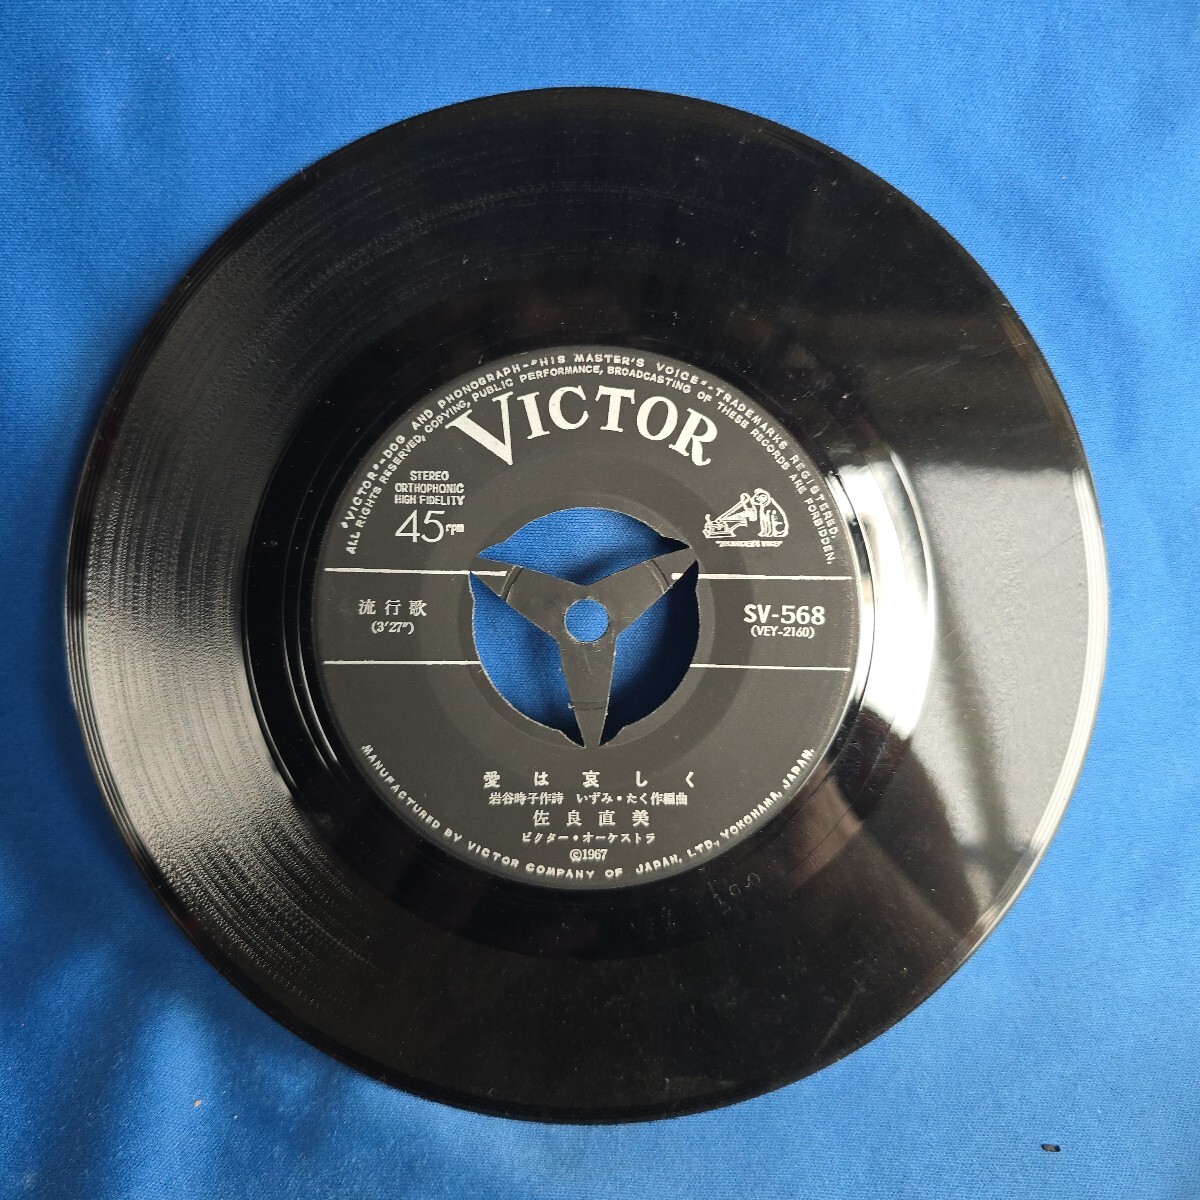 "VICTOR"-DOG AND PHONOGRAPH-"HIS MASTER'S VOICE"-TRADEMARKS REGISTERED.
ALL RIGHTS RESERVED, COPYING, PUBLIC PERFORMANCE, BROADCASTING OF THESE RECORDS ARE FORBIDDEN.
VICTOR
STEREO
ORTHOPHONIC
HIGH FIDELITY
45rpm
"HIS MASTER'S VOICE"
流行歌
(3'27")
SV-568
(VEY-2160)
愛は哀しく
岩谷時子作詩 いずみ・たく作編曲
佐良直美
ビクター・オーケストラ
©1967
MANUFACTURED BY VICTOR COMPANY OF JAPAN, LTD., YOKOHAMA, JAPAN.